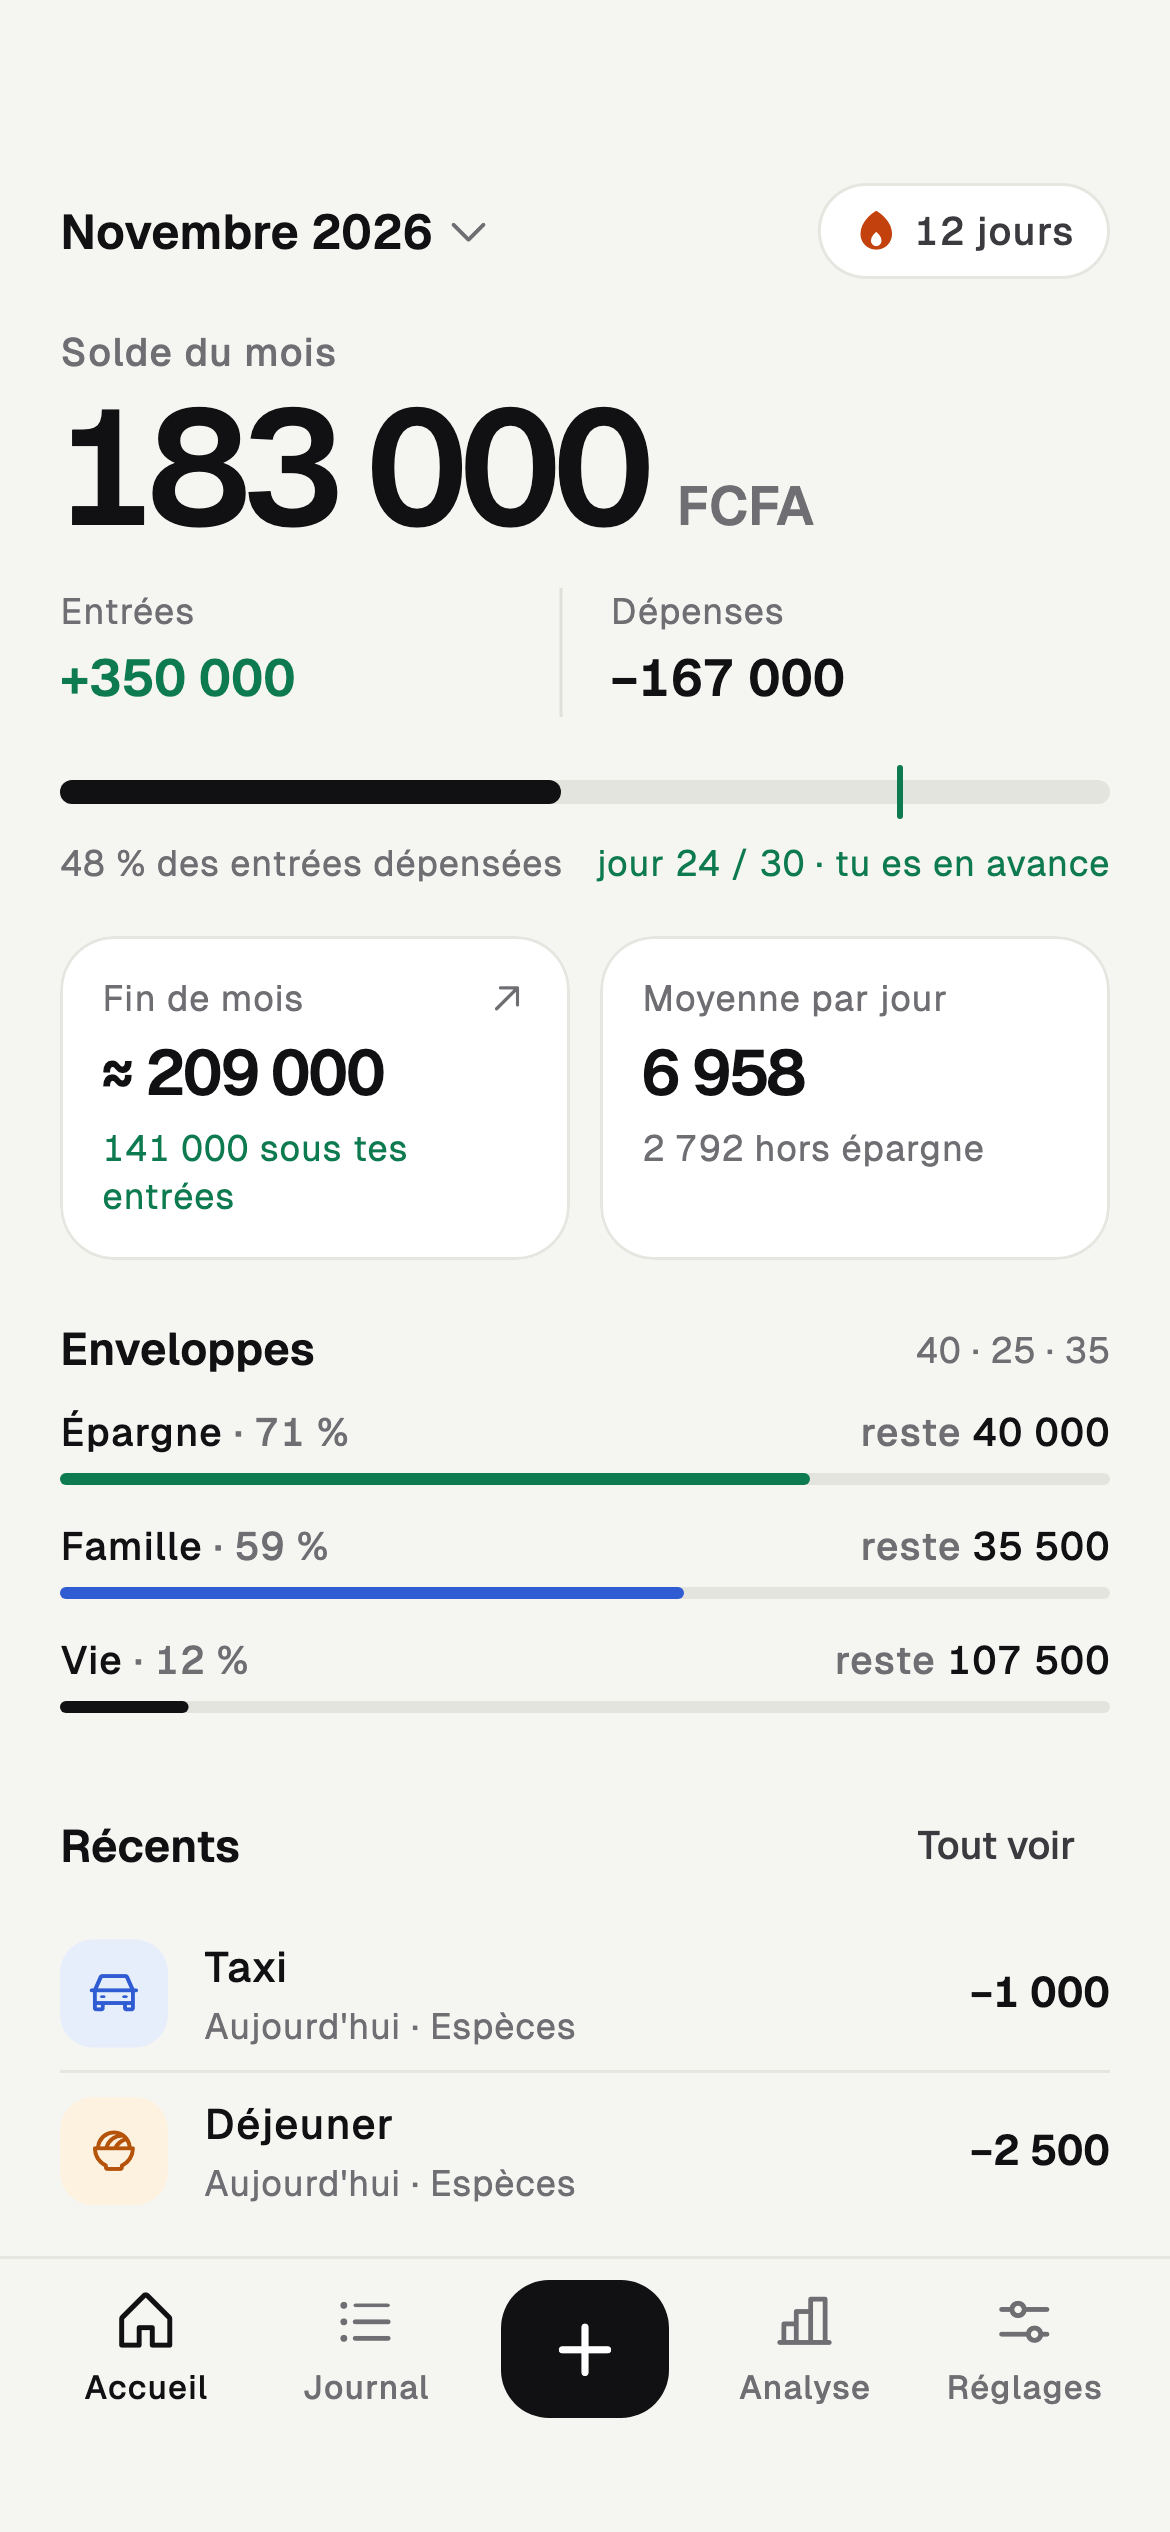 Novembre 2026
12 jours
Solde du mois
183 000 FCFA
Entrées
Dépenses
+350 000
−167 000
48 % des entrées dépensées
jour 24 / 30 · tu es en avance
Fin de mois
≈ 209 000
141 000 sous tes
entrées
Moyenne par jour
6 958
2 792 hors épargne
Enveloppes
40 · 25 · 35
Épargne · 71 %
reste 40 000
Famille · 59 %
reste 35 500
Vie · 12 %
reste 107 500
Récents
Tout voir
Taxi
Aujourd'hui · Espèces
−1 000
Déjeuner
Aujourd'hui · Espèces
−2 500
Accueil
Journal
Analyse
Réglages